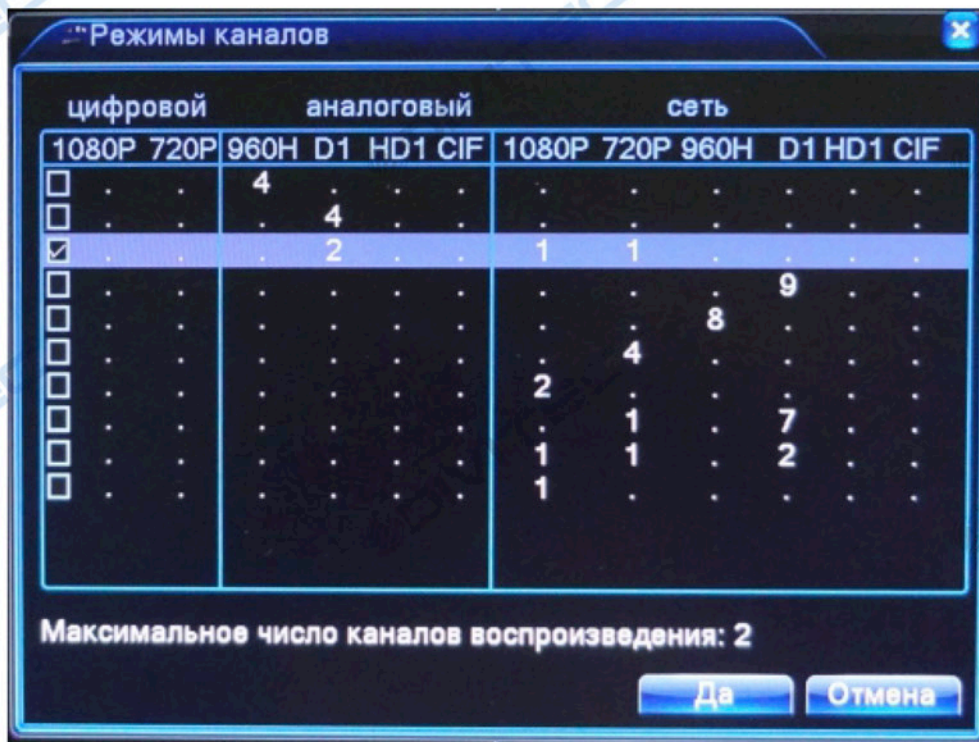 Режимы каналов
цифровой аналоговый сеть
1080P 720P 960H D1 HD1 CIF 1080P 720P 960H D1 HD1 CIF
. . 4 . . . . . . . . .
. . . 4 . . . . . . . .
. . . 2 . . 1 1 . . . .
. . . . . . . . . 9 . .
. . . . . . . . 8 . . .
. . . . . . . 4 . . . .
. . . . . . 2 . . . . .
. . . . . . . 1 . 7 . .
. . . . . . 1 1 . 2 . .
. . . . . . 1 . . . . .
Максимальное число каналов воспроизведения: 2
Да Отмена